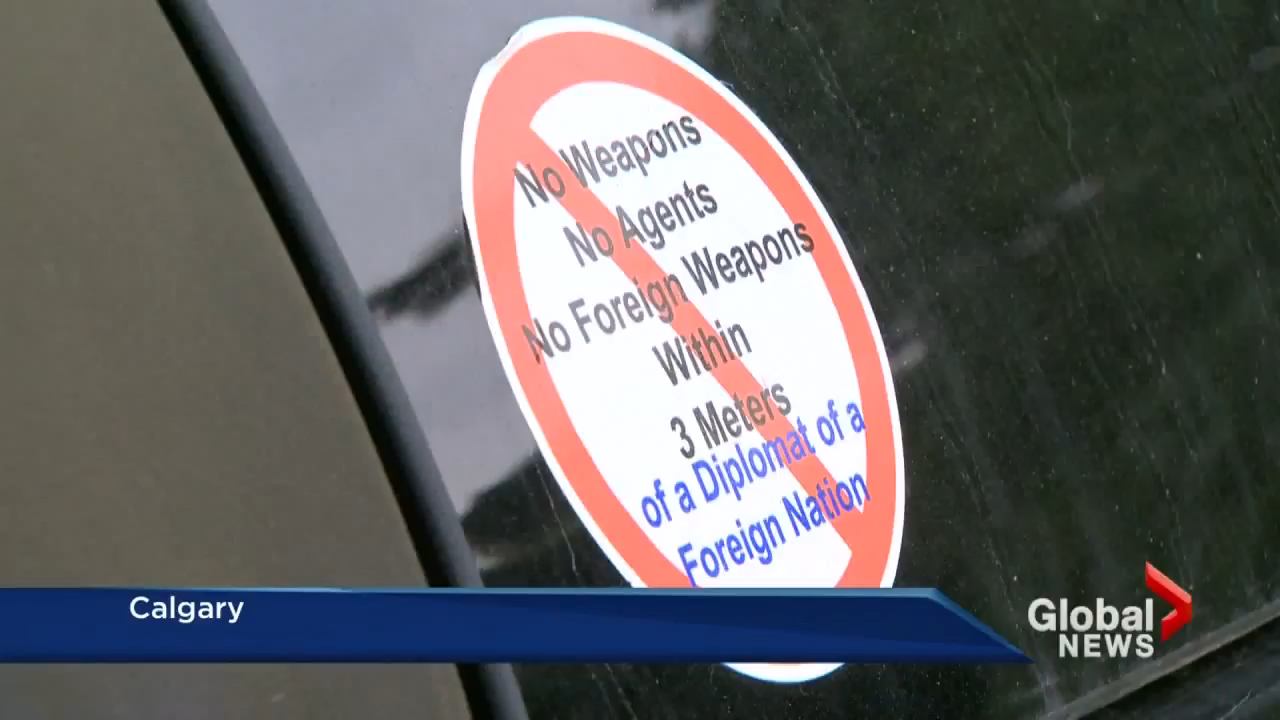 No Weapons
No Agents
No Foreign Weapons
Within
3 Meters
of a Diplomat of a
Foreign Nation
Calgary
Global
NEWS